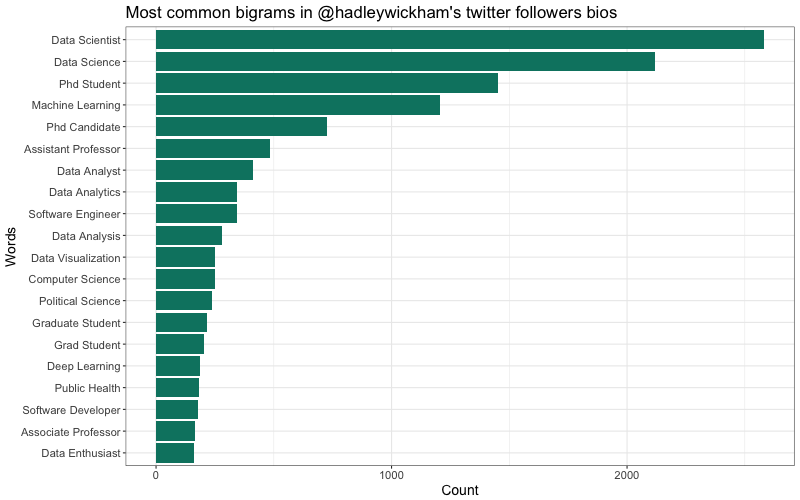 Most common bigrams in @hadleywickham's twitter followers bios
Words
Data Scientist
Data Science
Phd Student
Machine Learning
Phd Candidate
Assistant Professor
Data Analyst
Data Analytics
Software Engineer
Data Analysis
Data Visualization
Computer Science
Political Science
Graduate Student
Grad Student
Deep Learning
Public Health
Software Developer
Associate Professor
Data Enthusiast
0 1000 2000
Count